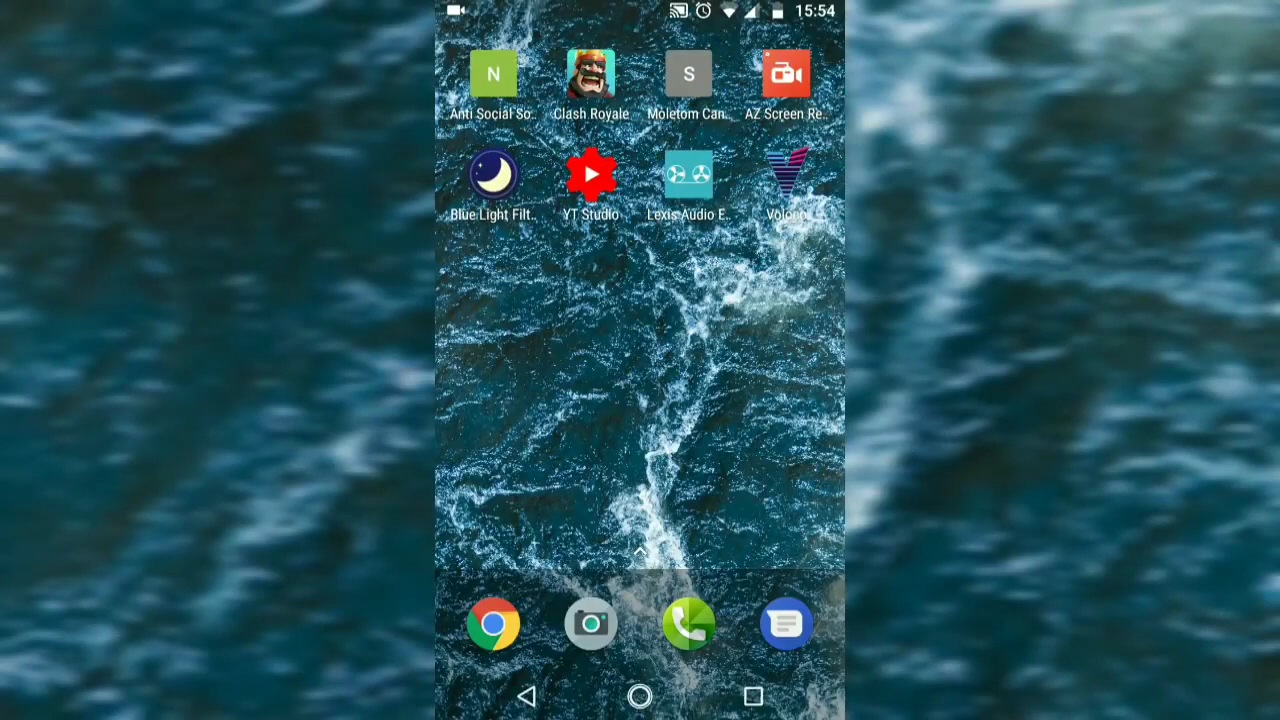 15:54
N
S
Anti Social So..
Clash Royale
Moletom Can..
AZ Screen Re..
Blue Light Filt..
YT Studio
Lexis Audio E..
Voloco